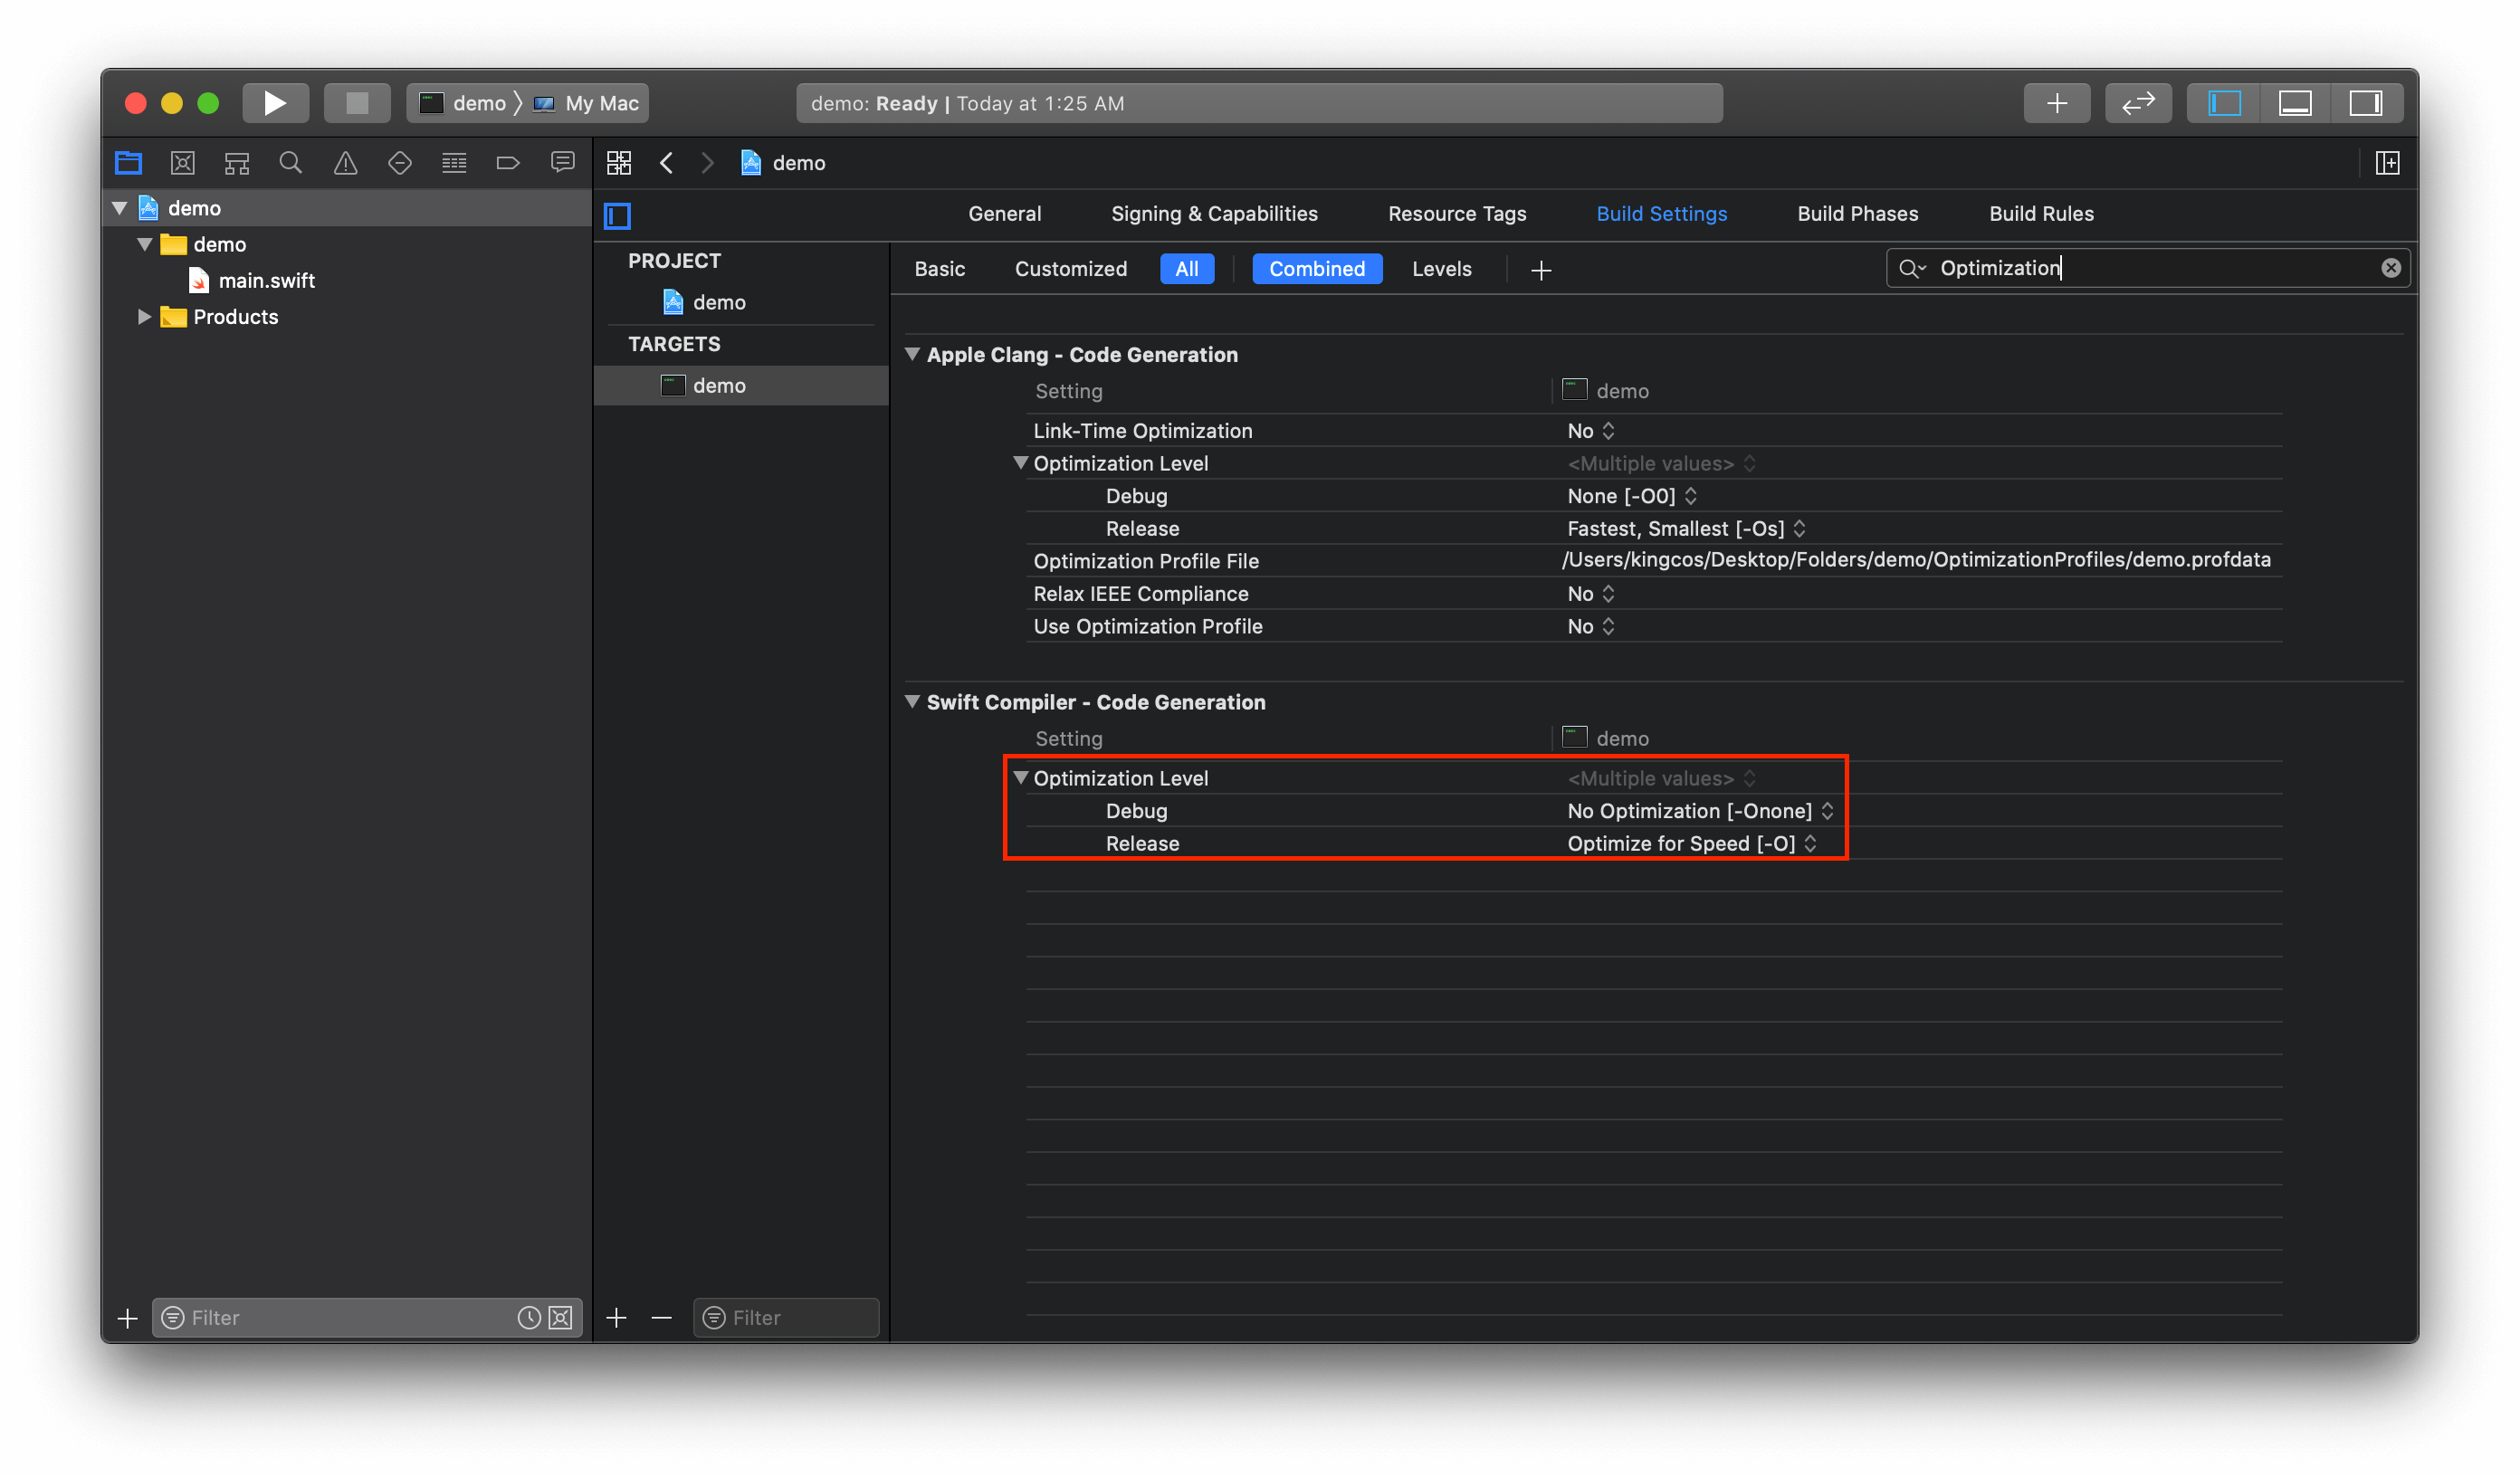 demo 〉 My Mac
demo: Ready | Today at 1:25 AM
demo
demo
demo
main.swift
Products
Filter
demo
General Signing & Capabilities Resource Tags Build Settings Build Phases Build Rules
PROJECT
demo
TARGETS
demo
Filter
Basic Customized All Combined Levels
Optimization
Apple Clang - Code Generation
Setting demo
Link-Time Optimization No
Optimization Level <Multiple values>
Debug None [-O0]
Release Fastest, Smallest [-Os]
Optimization Profile File /Users/kingcos/Desktop/Folders/demo/OptimizationProfiles/demo.profdata
Relax IEEE Compliance No
Use Optimization Profile No
Swift Compiler - Code Generation
Setting demo
Optimization Level <Multiple values>
Debug No Optimization [-Onone]
Release Optimize for Speed [-O]